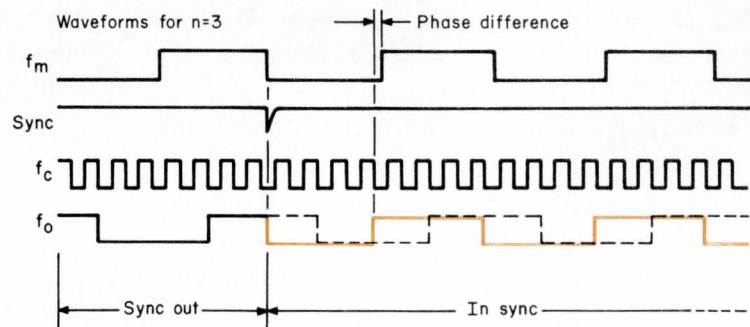 Waveforms for n=3
Phase difference
fm
Sync
fc
fo
Sync out
In sync